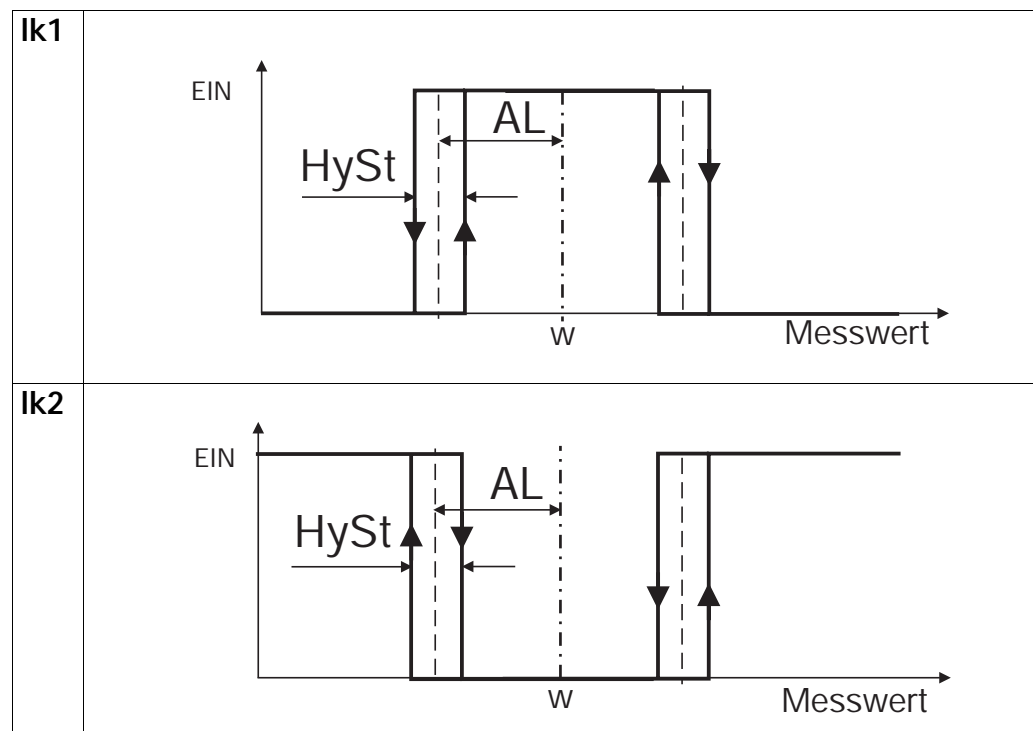 lk1
EIN
AL
HySt
w
Messwert
lk2
EIN
AL
HySt
w
Messwert